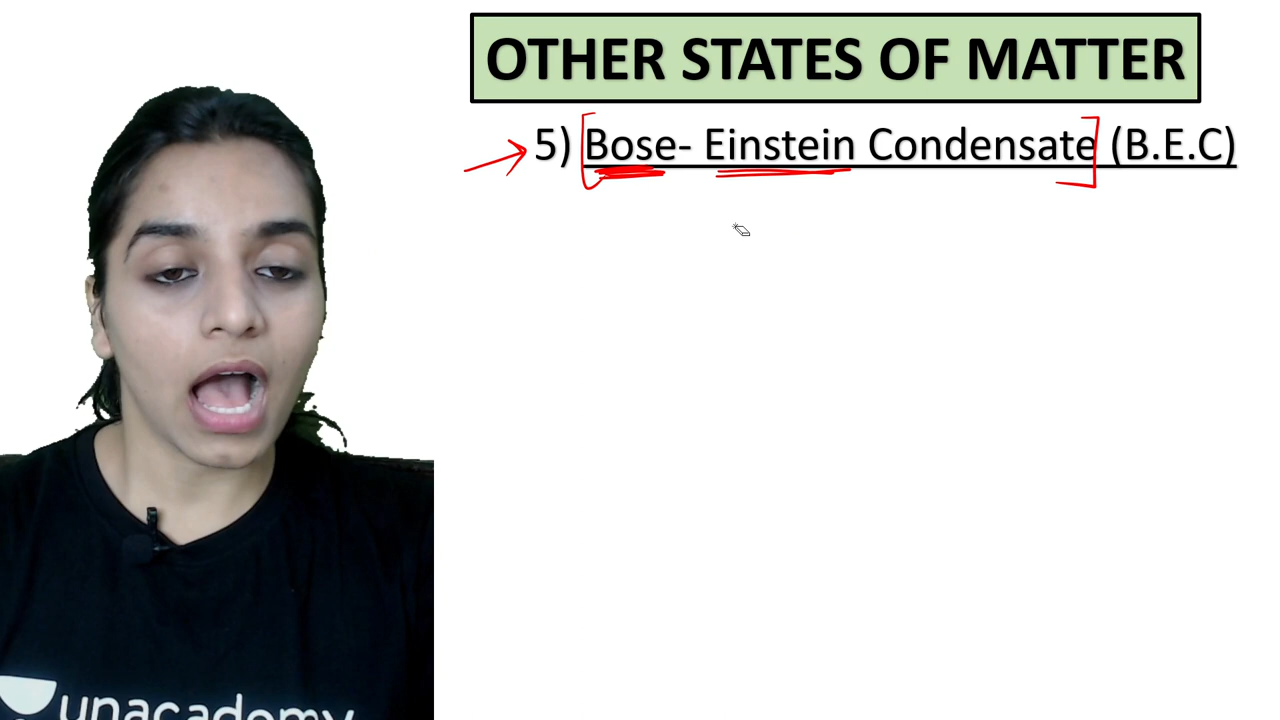 OTHER STATES OF MATTER
5) Bose- Einstein Condensate (B.E.C)
unacademy